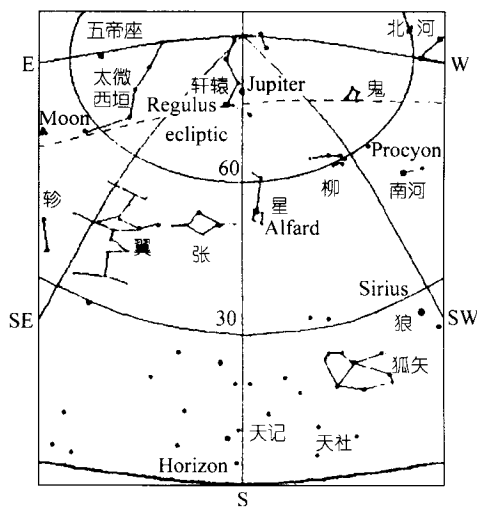 五帝座
北河
E
W
太微
西垣
轩辕
Jupiter
鬼
Regulus
Moon
ecliptic
60
Procyon
柳
南河
轸
星
Alfard
翼
张
Sirius
SE
30
狼
SW
弧矢
天记
天社
Horizon
S